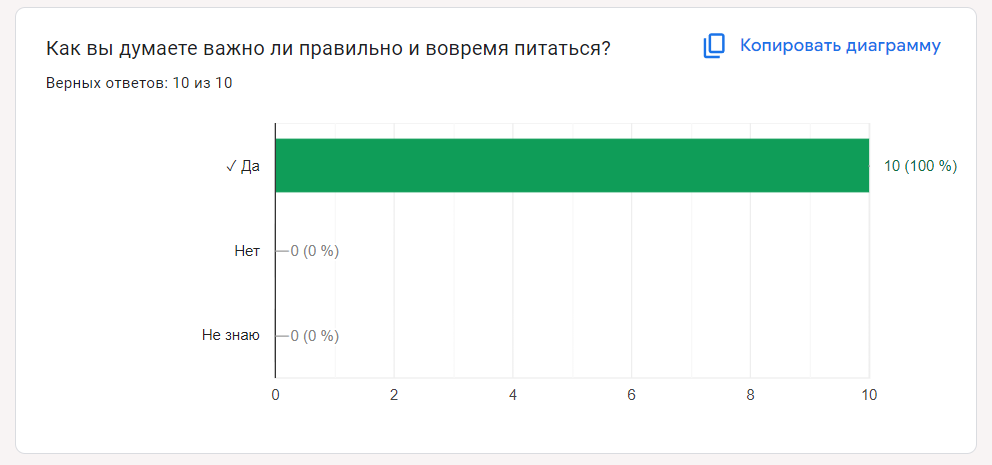 Как вы думаете важно ли правильно и вовремя питаться?
Копировать диаграмму
Верных ответов: 10 из 10
✓ Да
10 (100 %)
Нет
0 (0 %)
Не знаю
0 (0 %)
0 2 4 6 8 10